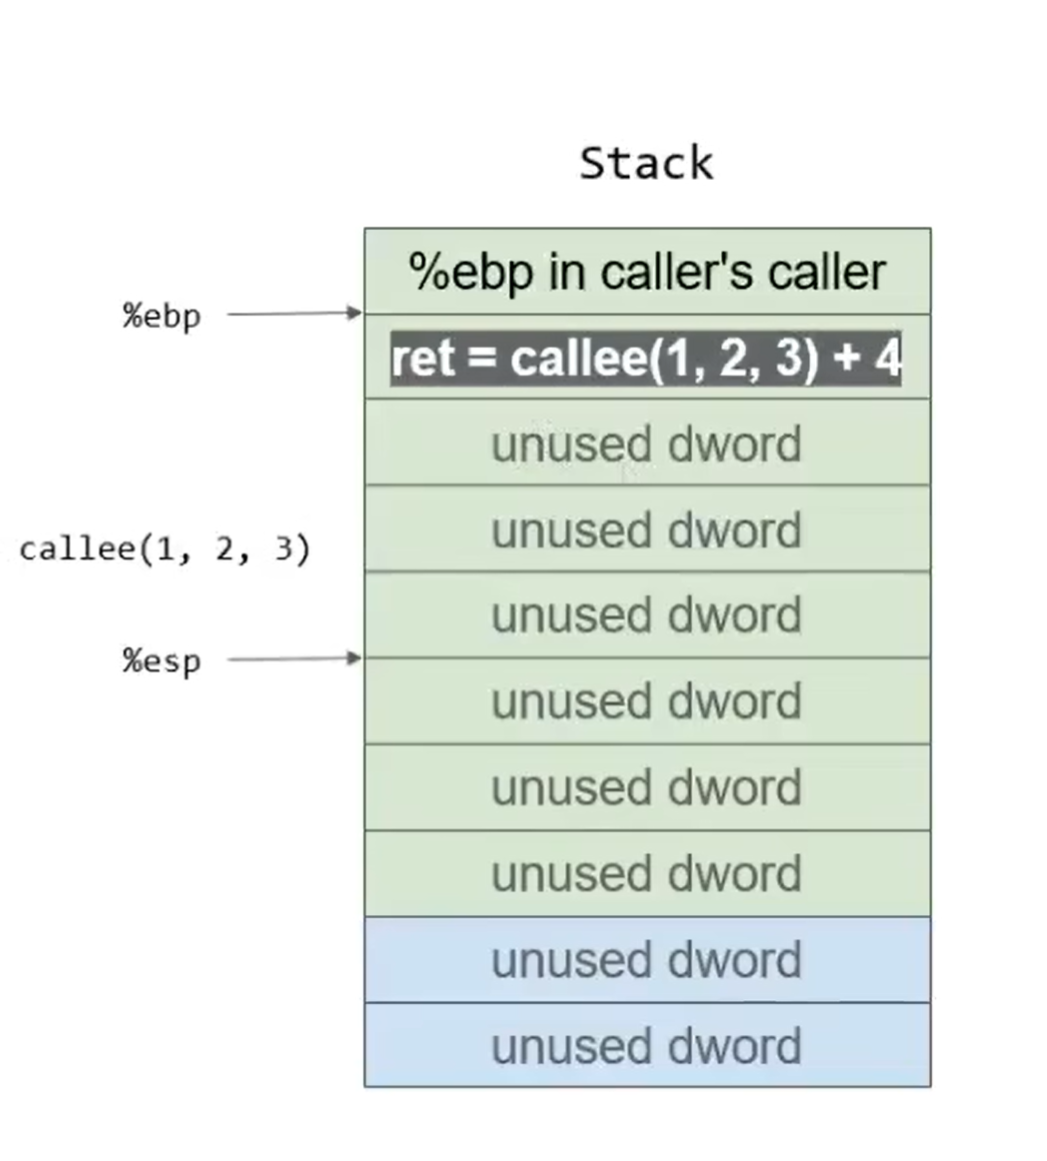 Stack
%ebp in caller's caller
%ebp
ret = callee(1, 2, 3) + 4
unused dword
unused dword
callee(1, 2, 3)
unused dword
%esp
unused dword
unused dword
unused dword
unused dword
unused dword